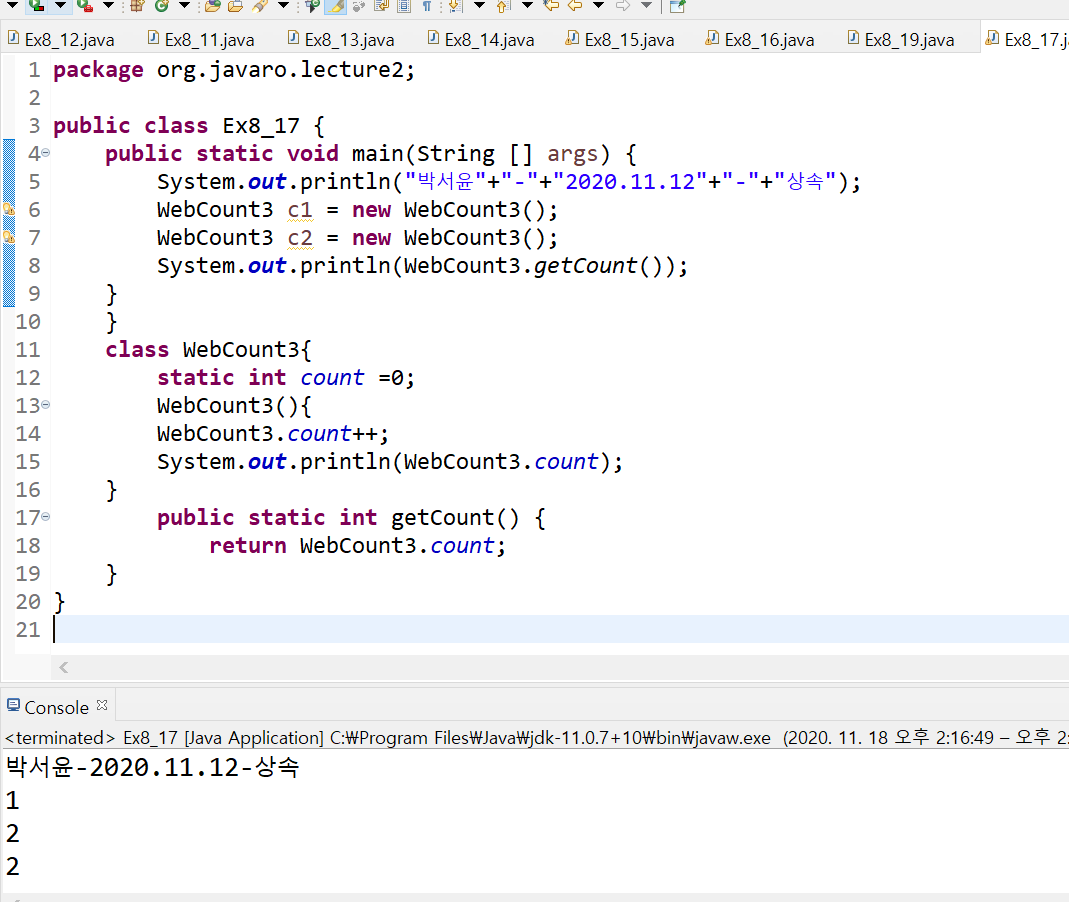 Ex8_12.java Ex8_11.java Ex8_13.java Ex8_14.java Ex8_15.java Ex8_16.java Ex8_19.java Ex8_17.j
1 package org.javaro.lecture2;
2
3 public class Ex8_17 {
4 public static void main(String [] args) {
5 System.out.println("박서윤"+"-"+"2020.11.12"+"-"+"상속");
6 WebCount3 c1 = new WebCount3();
7 WebCount3 c2 = new WebCount3();
8 System.out.println(WebCount3.getCount());
9 }
10 }
11 class WebCount3{
12 static int count =0;
13 WebCount3(){
14 WebCount3.count++;
15 System.out.println(WebCount3.count);
16 }
17 public static int getCount() {
18 return WebCount3.count;
19 }
20 }
21
Console
<terminated> Ex8_17 [Java Application] C:₩Program Files₩Java₩jdk-11.0.7+10₩bin₩javaw.exe (2020. 11. 18 오후 2:16:49 – 오후 2:
박서윤-2020.11.12-상속
1
2
2